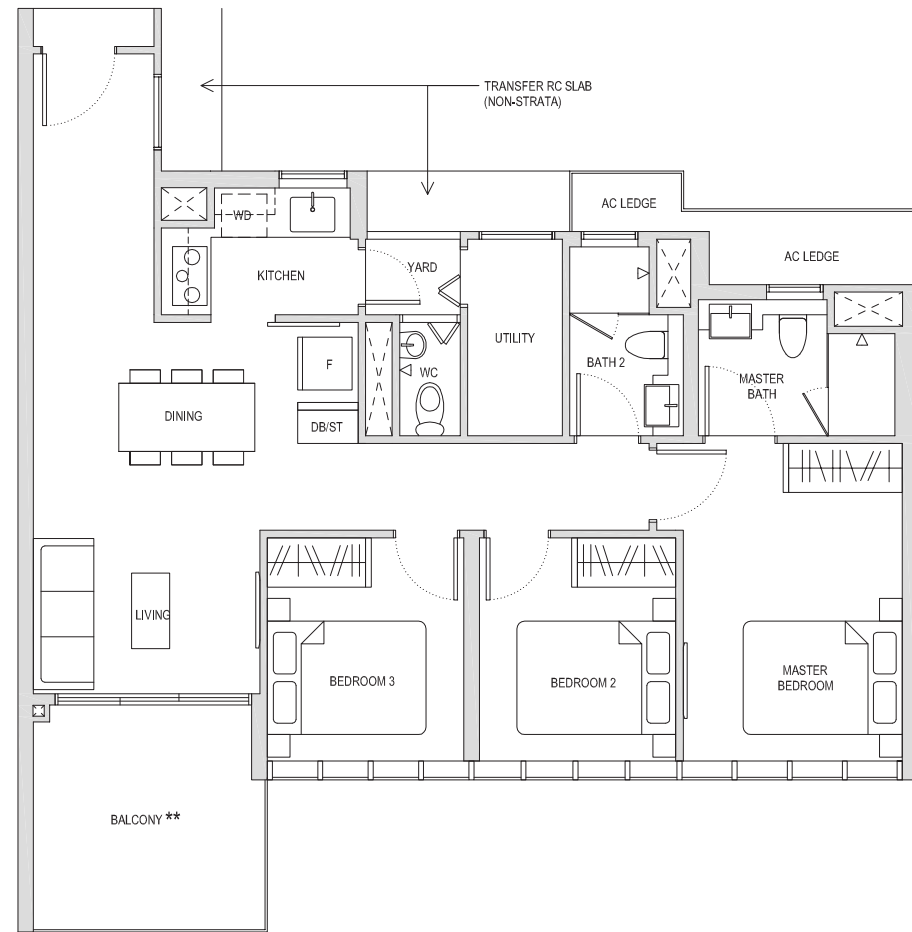 TRANSFER RC SLAB
(NON-STRATA)
AC LEDGE
WD
AC LEDGE
YARD
KITCHEN
UTILITY
BATH 2
F
WC
MASTER
BATH
DINING
DB/ST
LIVING
BEDROOM 3
BEDROOM 2
MASTER
BEDROOM
BALCONY **